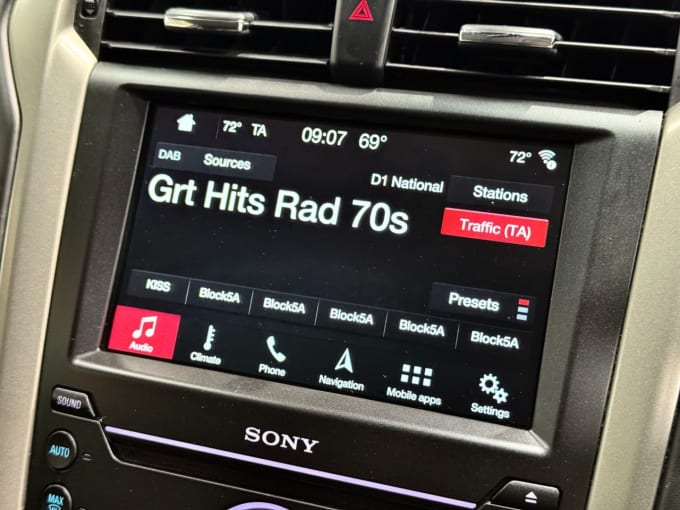 72° TA 09:07 69° 72°
DAB Sources
D1 National Stations
Grt Hits Rad 70s
Traffic (TA)
Presets
KISS Block5A Block5A Block5A Block5A Block5A
Audio Climate Phone Navigation Mobile apps Settings
SOUND
SONY
AUTO
MAX